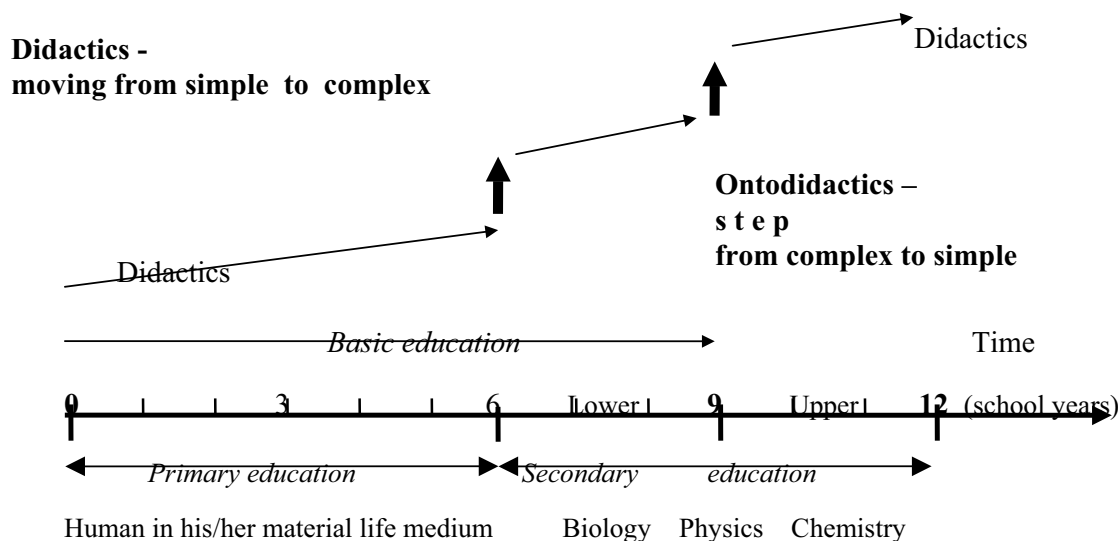 Didactics
Didactics -
moving from simple to complex
Ontodidactics –
s t e p
from complex to simple
Didactics
Basic education Time
0 3 6 Lower 9 Upper 12 (school years)
Primary education Secondary education
Human in his/her material life medium Biology Physics Chemistry